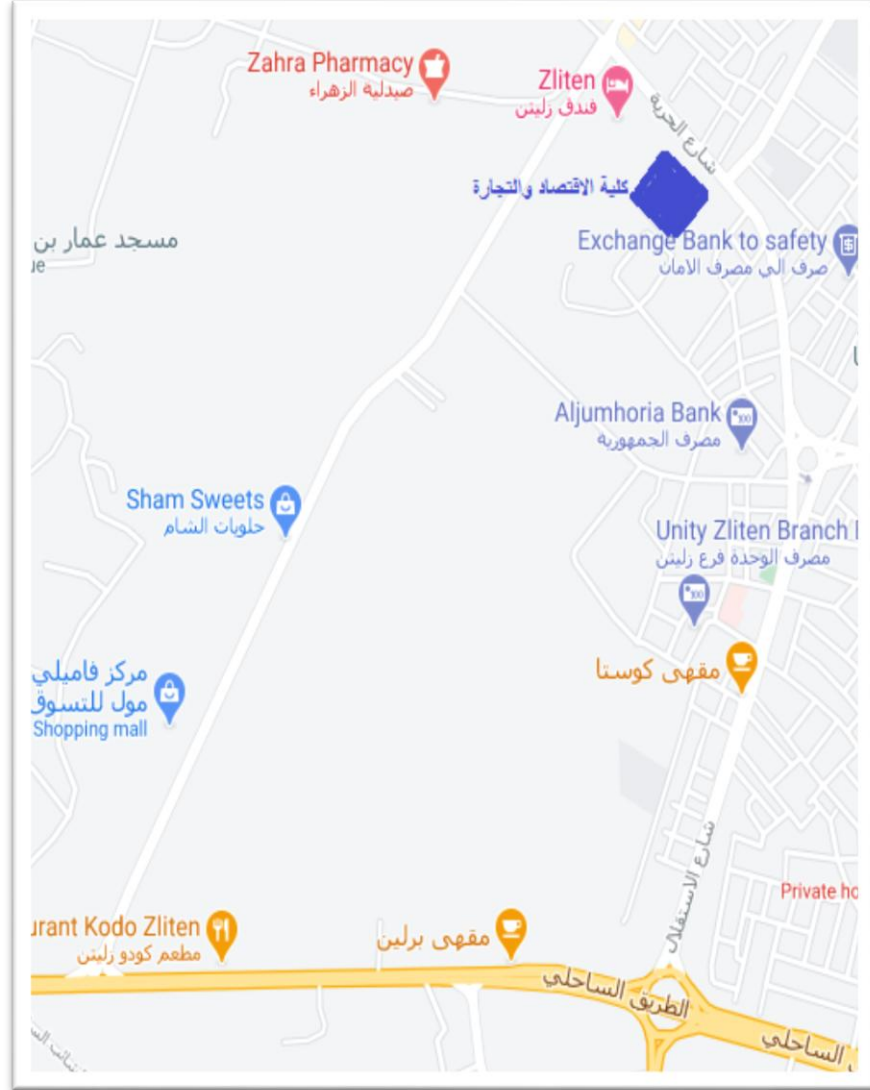 Zahra Pharmacy
صيدلية الزهراء
Zliten
فندق زليتن
شارع الحرية
كلية الاقتصاد والتجارة
مسجد عمار بن
ue
Exchange Bank to safety
صرف الي مصرف الامان
Aljumhoria Bank
مصرف الجمهورية
Sham Sweets
حلويات الشام
Unity Zliten Branch
مصرف الوحدة فرع زليتن
مقهى كوستا
مركز فاميلي
مول للتسوق
Shopping mall
شارع الاستقلال
Private ho
urant Kodo Zliten
مطعم كودو زليتن
مقهى برلين
الطريق الساحلي
الساحلي